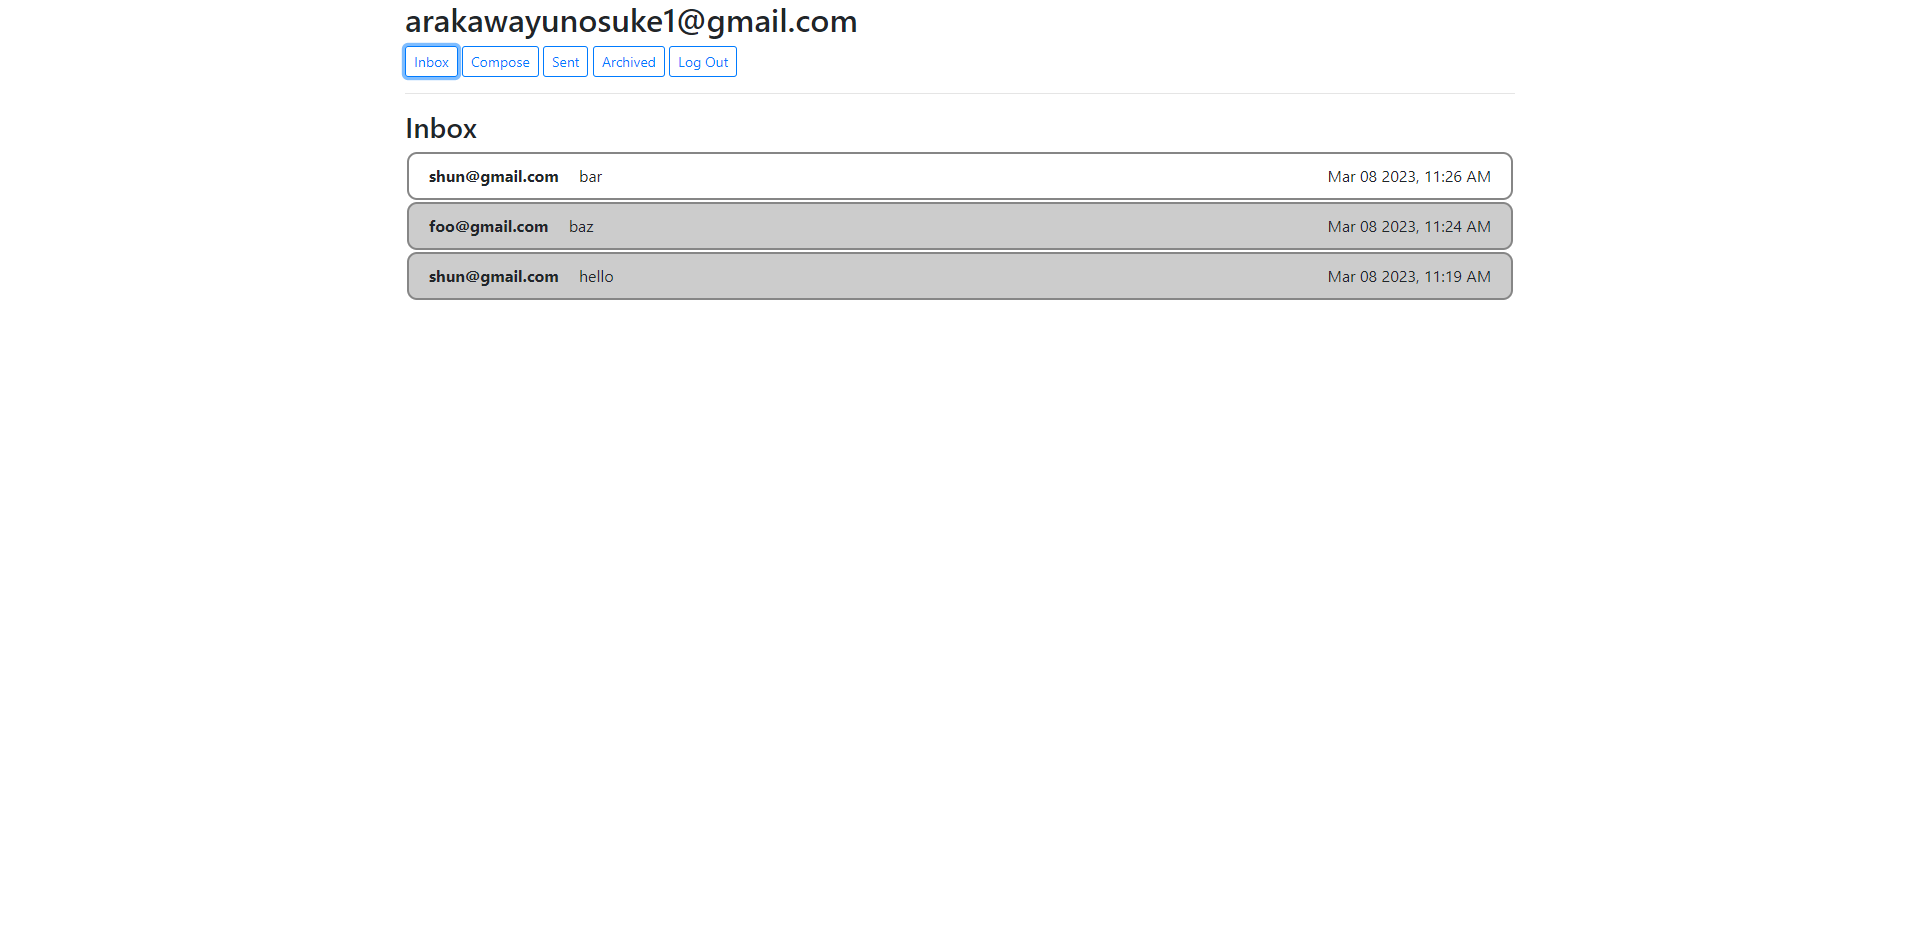 arakawayunosuke1@gmail.com
Inbox Compose Sent Archived Log Out
Inbox
shun@gmail.com bar Mar 08 2023, 11:26 AM
foo@gmail.com baz Mar 08 2023, 11:24 AM
shun@gmail.com hello Mar 08 2023, 11:19 AM